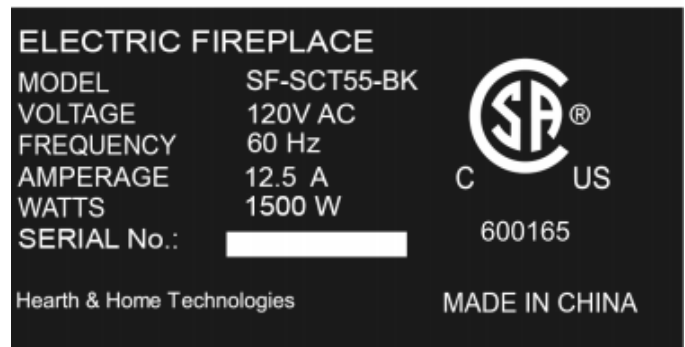 ELECTRIC FIREPLACE
MODEL SF-SCT55-BK
VOLTAGE 120V AC
FREQUENCY 60 Hz
AMPERAGE 12.5 A
WATTS 1500 W
SERIAL No.:
SA ®
C US
600165
Hearth & Home Technologies
MADE IN CHINA